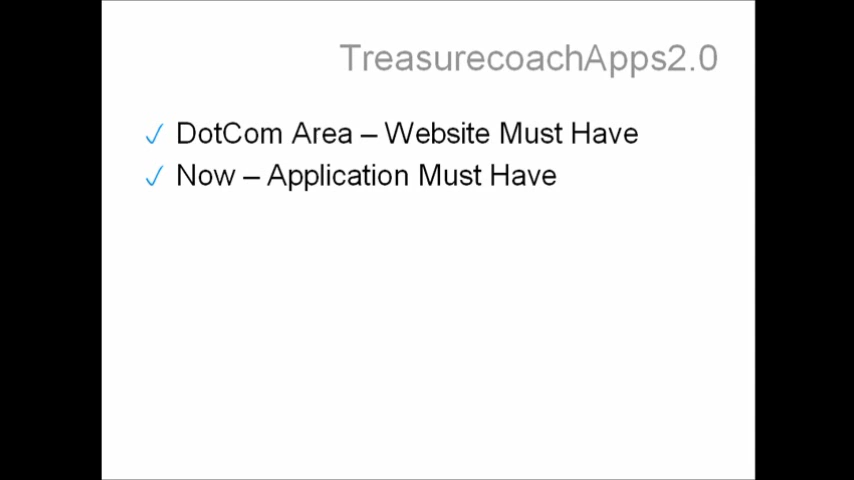 TreasurecoachApps2.0
✓ DotCom Area – Website Must Have
✓ Now – Application Must Have